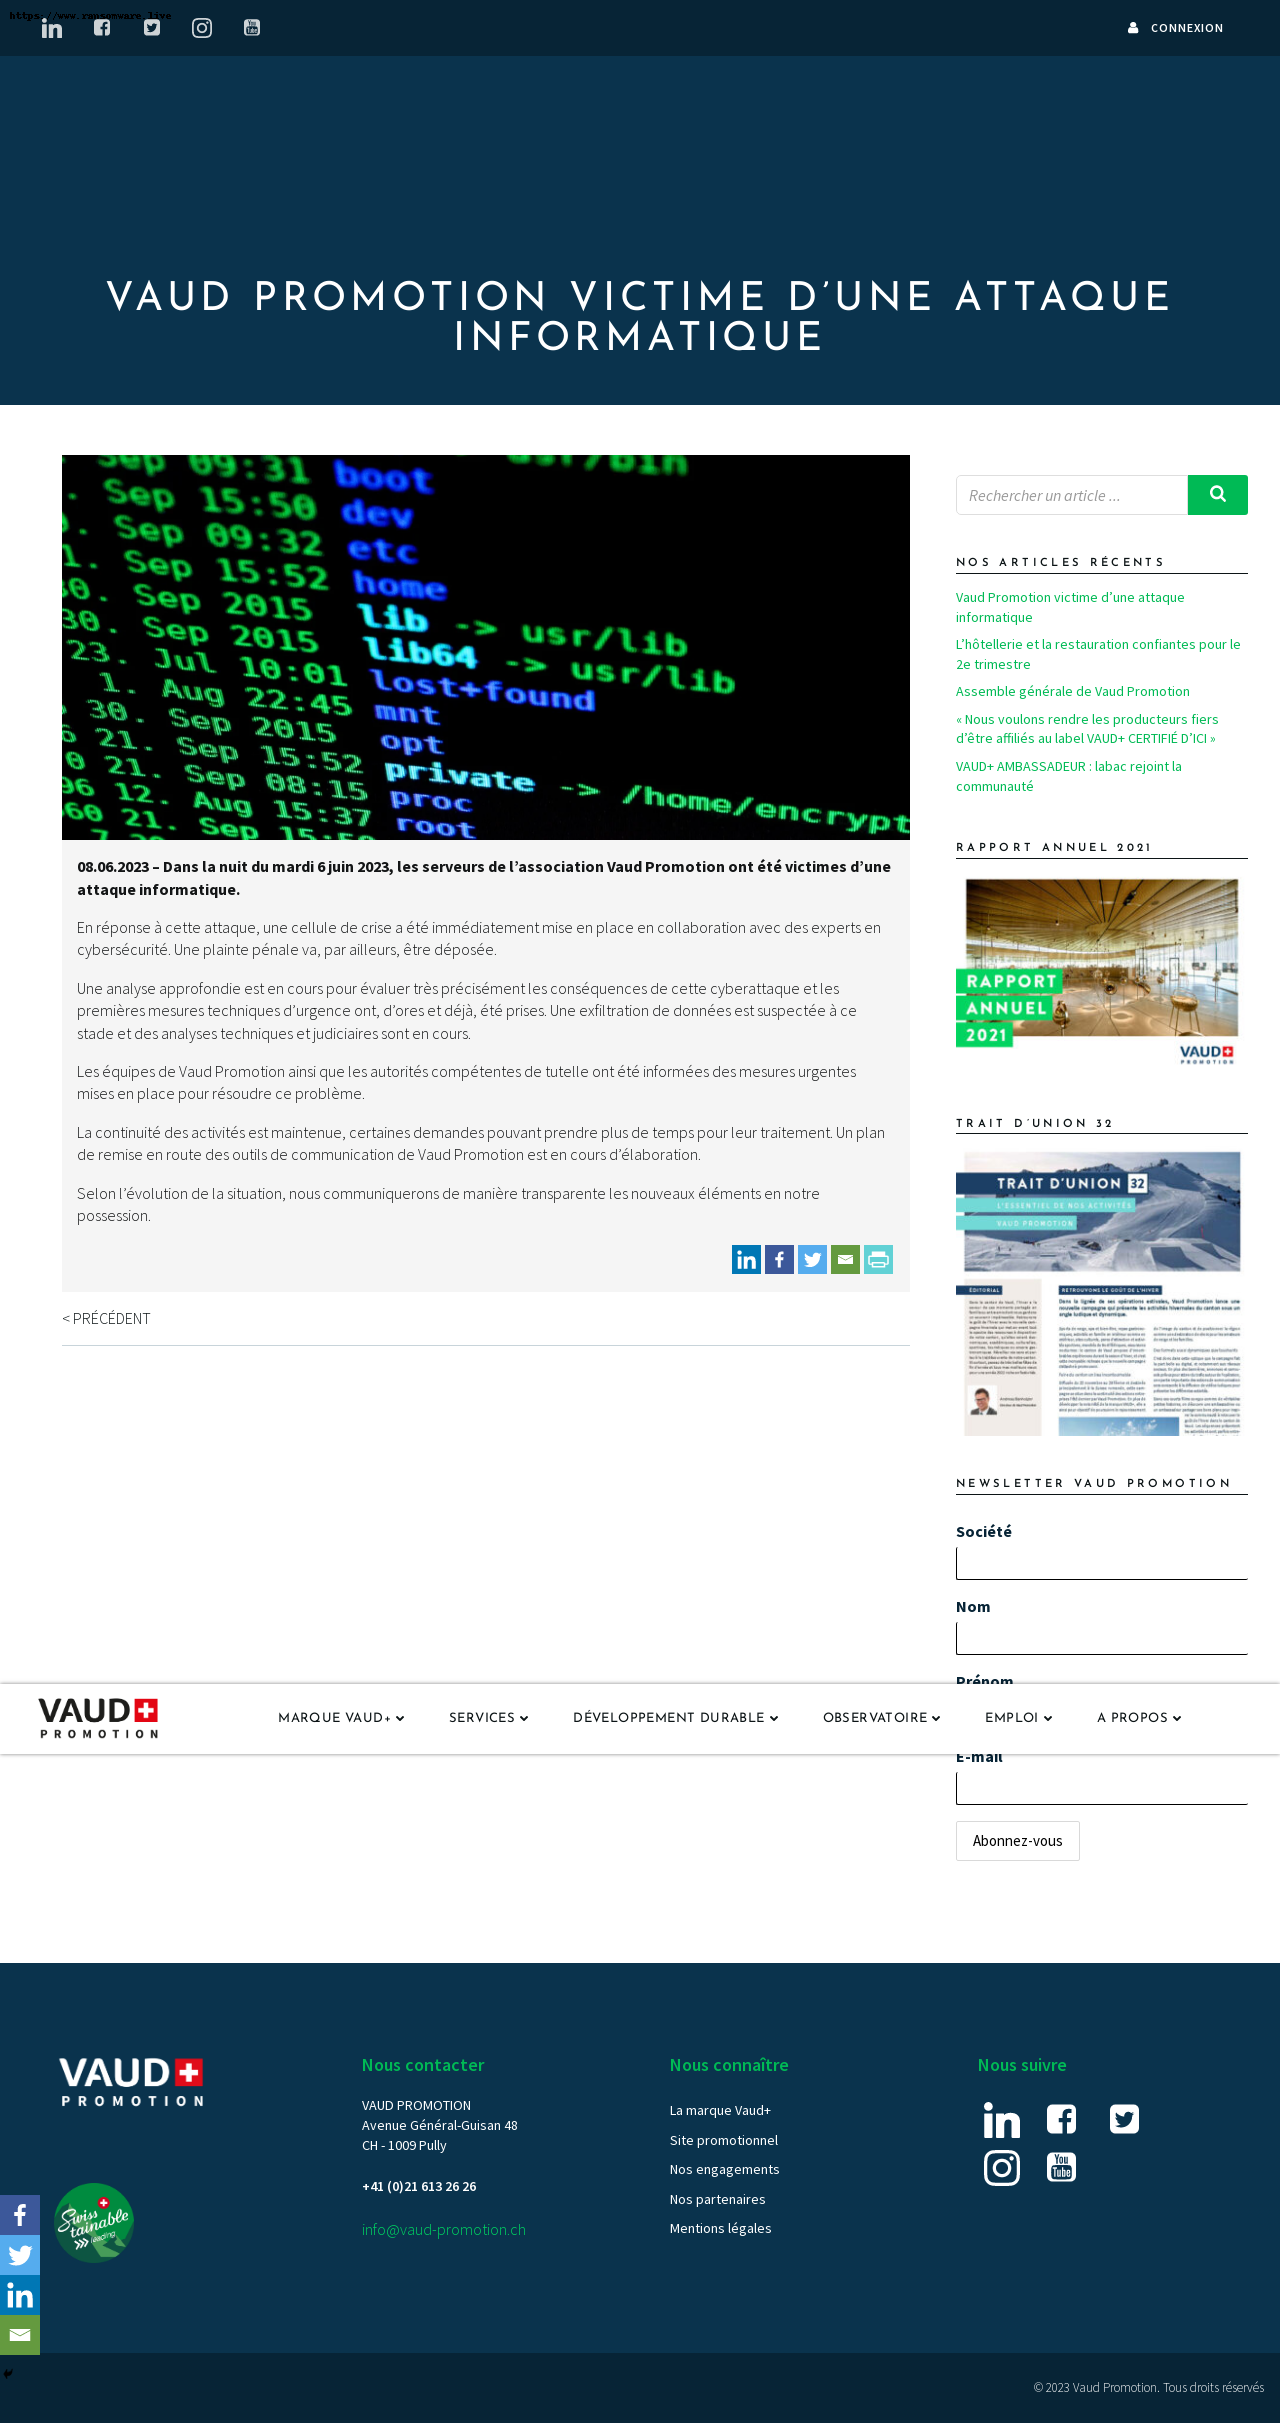 https://www.ransomware.live
CONNEXION
VAUD PROMOTION VICTIME D’UNE ATTAQUE
INFORMATIQUE
Sep 09:31 boot -> usr/bin
Sep 15:50 dev
Sep 09:32 etc
Sep 15:52 home
30. Sep 2015 lib -> usr/lib
30. Sep 2015 lib64 -> usr/lib
23. Jul 10:01 lost+found
1. Aug 22:45 mnt
30. Sep 2015 opt
21. Sep 15:52 private -> /home/encrypt
12. Sep 08:15 proc
21. Aug 15:37 root
Sep 15:50
08.06.2023 – Dans la nuit du mardi 6 juin 2023, les serveurs de l’association Vaud Promotion ont été victimes d’une
attaque informatique.
En réponse à cette attaque, une cellule de crise a été immédiatement mise en place en collaboration avec des experts en
cybersécurité. Une plainte pénale va, par ailleurs, être déposée.
Une analyse approfondie est en cours pour évaluer très précisément les conséquences de cette cyberattaque et les
premières mesures techniques d’urgence ont, d’ores et déjà, été prises. Une exfiltration de données est suspectée à ce
stade et des analyses techniques et judiciaires sont en cours.
Les équipes de Vaud Promotion ainsi que les autorités compétentes de tutelle ont été informées des mesures urgentes
mises en place pour résoudre ce problème.
La continuité des activités est maintenue, certaines demandes pouvant prendre plus de temps pour leur traitement. Un plan
de remise en route des outils de communication de Vaud Promotion est en cours d’élaboration.
Selon l’évolution de la situation, nous communiquerons de manière transparente les nouveaux éléments en notre
possession.
< PRÉCÉDENT
Rechercher un article ...
NOS ARTICLES RÉCENTS
Vaud Promotion victime d’une attaque
informatique
L’hôtellerie et la restauration confiantes pour le
2e trimestre
Assemble générale de Vaud Promotion
« Nous voulons rendre les producteurs fiers
d’être affiliés au label VAUD+ CERTIFIÉ D’ICI »
VAUD+ AMBASSADEUR : labac rejoint la
communauté
RAPPORT ANNUEL 2021
RAPPORT
ANNUEL
2021
VAUD
PROMOTION
TRAIT D’UNION 32
TRAIT D’UNION 32
L’ESSENTIEL DE NOS ACTIVITÉS
VAUD PROMOTION
ÉDITORIAL
RETROUVONS LE GOÛT DE L’HIVER
NEWSLETTER VAUD PROMOTION
Société
Nom
Prénom
VAUD
PROMOTION
MARQUE VAUD+
SERVICES
DÉVELOPPEMENT DURABLE
OBSERVATOIRE
EMPLOI
A PROPOS
E-mail
Abonnez-vous
VAUD
PROMOTION
Swiss
tainable
leading
Nous contacter
VAUD PROMOTION
Avenue Général-Guisan 48
CH - 1009 Pully
+41 (0)21 613 26 26
info@vaud-promotion.ch
Nous connaître
La marque Vaud+
Site promotionnel
Nos engagements
Nos partenaires
Mentions légales
Nous suivre
© 2023 Vaud Promotion. Tous droits réservés